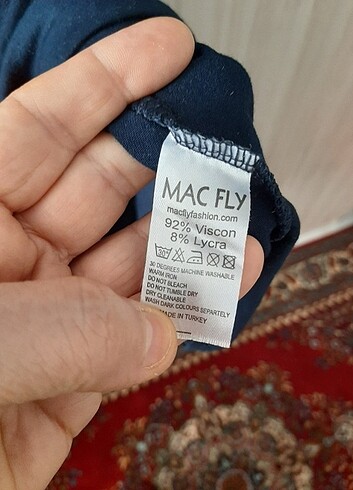 MAC FLY
macflyfashion.com
92% Viscon
8% Lycra
30 DEGREES MACHINE WASHABLE
WARM IRON
DO NOT BLEACH
DO NOT TUMBLE DRY
DRY CLEANABLE
WASH DARK COLOURS SEPARTELY
MADE IN TURKEY